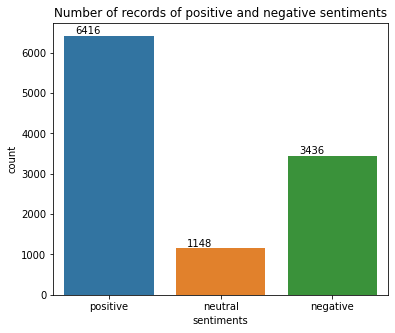 Number of records of positive and negative sentiments
6416
6000
5000
4000
3436
3000
2000
1148
1000
0
count
positive neutral negative
sentiments